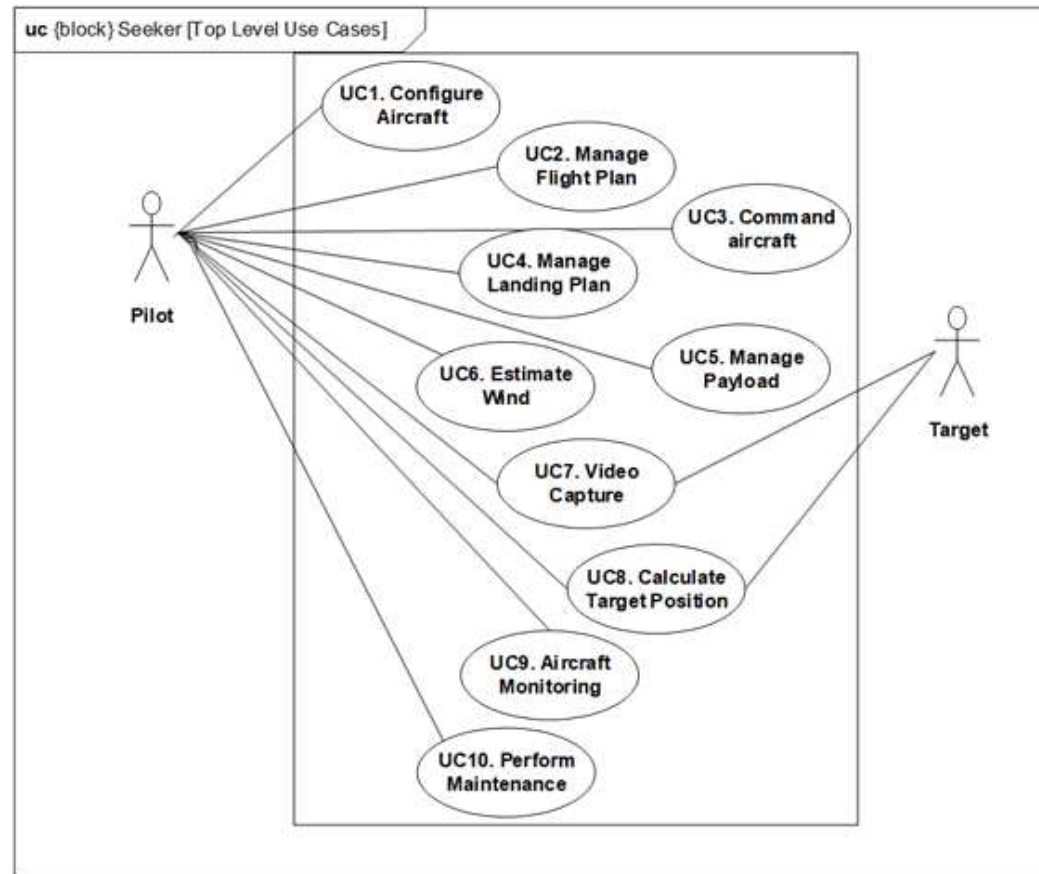 uc {block} Seeker [Top Level Use Cases]
UC1. Configure
Aircraft
UC2. Manage
Flight Plan
UC3. Command
aircraft
UC4. Manage
Landing Plan
Pilot
UC5. Manage
Payload
UC6. Estimate
Wind
Target
UC7. Video
Capture
UC8. Calculate
Target Position
UC9. Aircraft
Monitoring
UC10. Perform
Maintenance